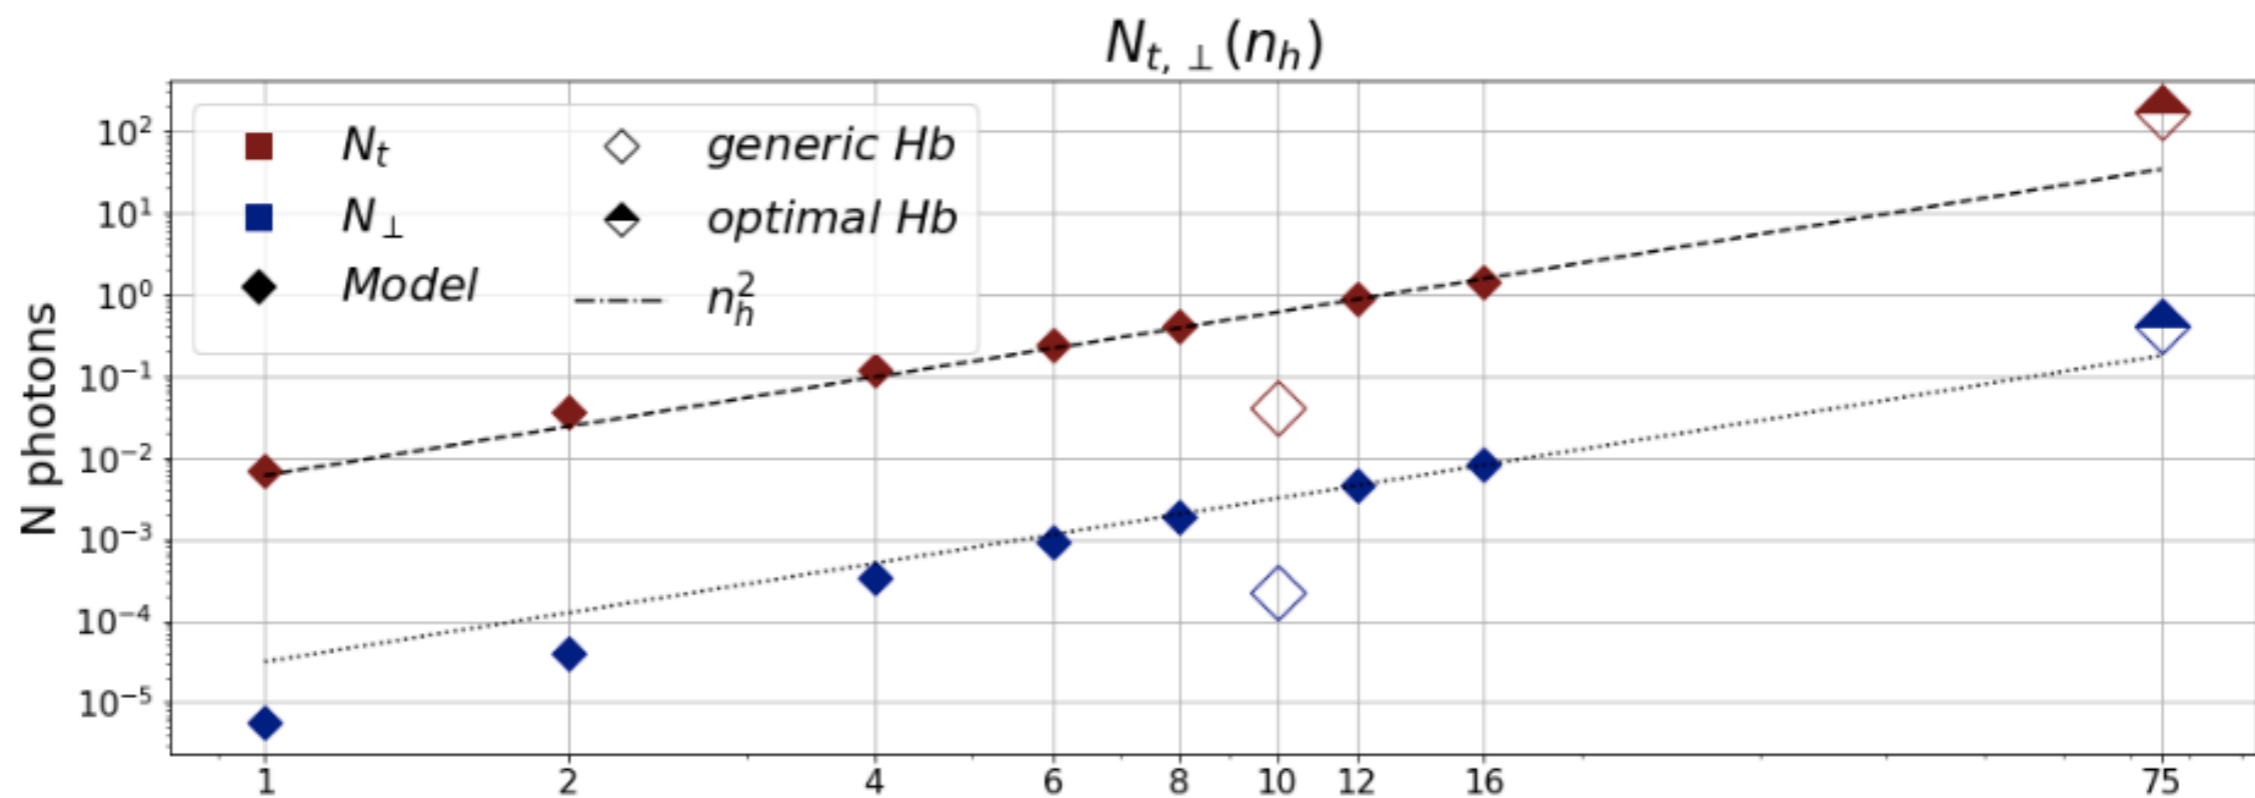 N_{t, ⊥}(n_h)
N photons
10^2
10^1
10^0
10^{-1}
10^{-2}
10^{-3}
10^{-4}
10^{-5}
N_t
N_⊥
Model
generic Hb
optimal Hb
n_h^2
1 2 4 6 8 10 12 16 75